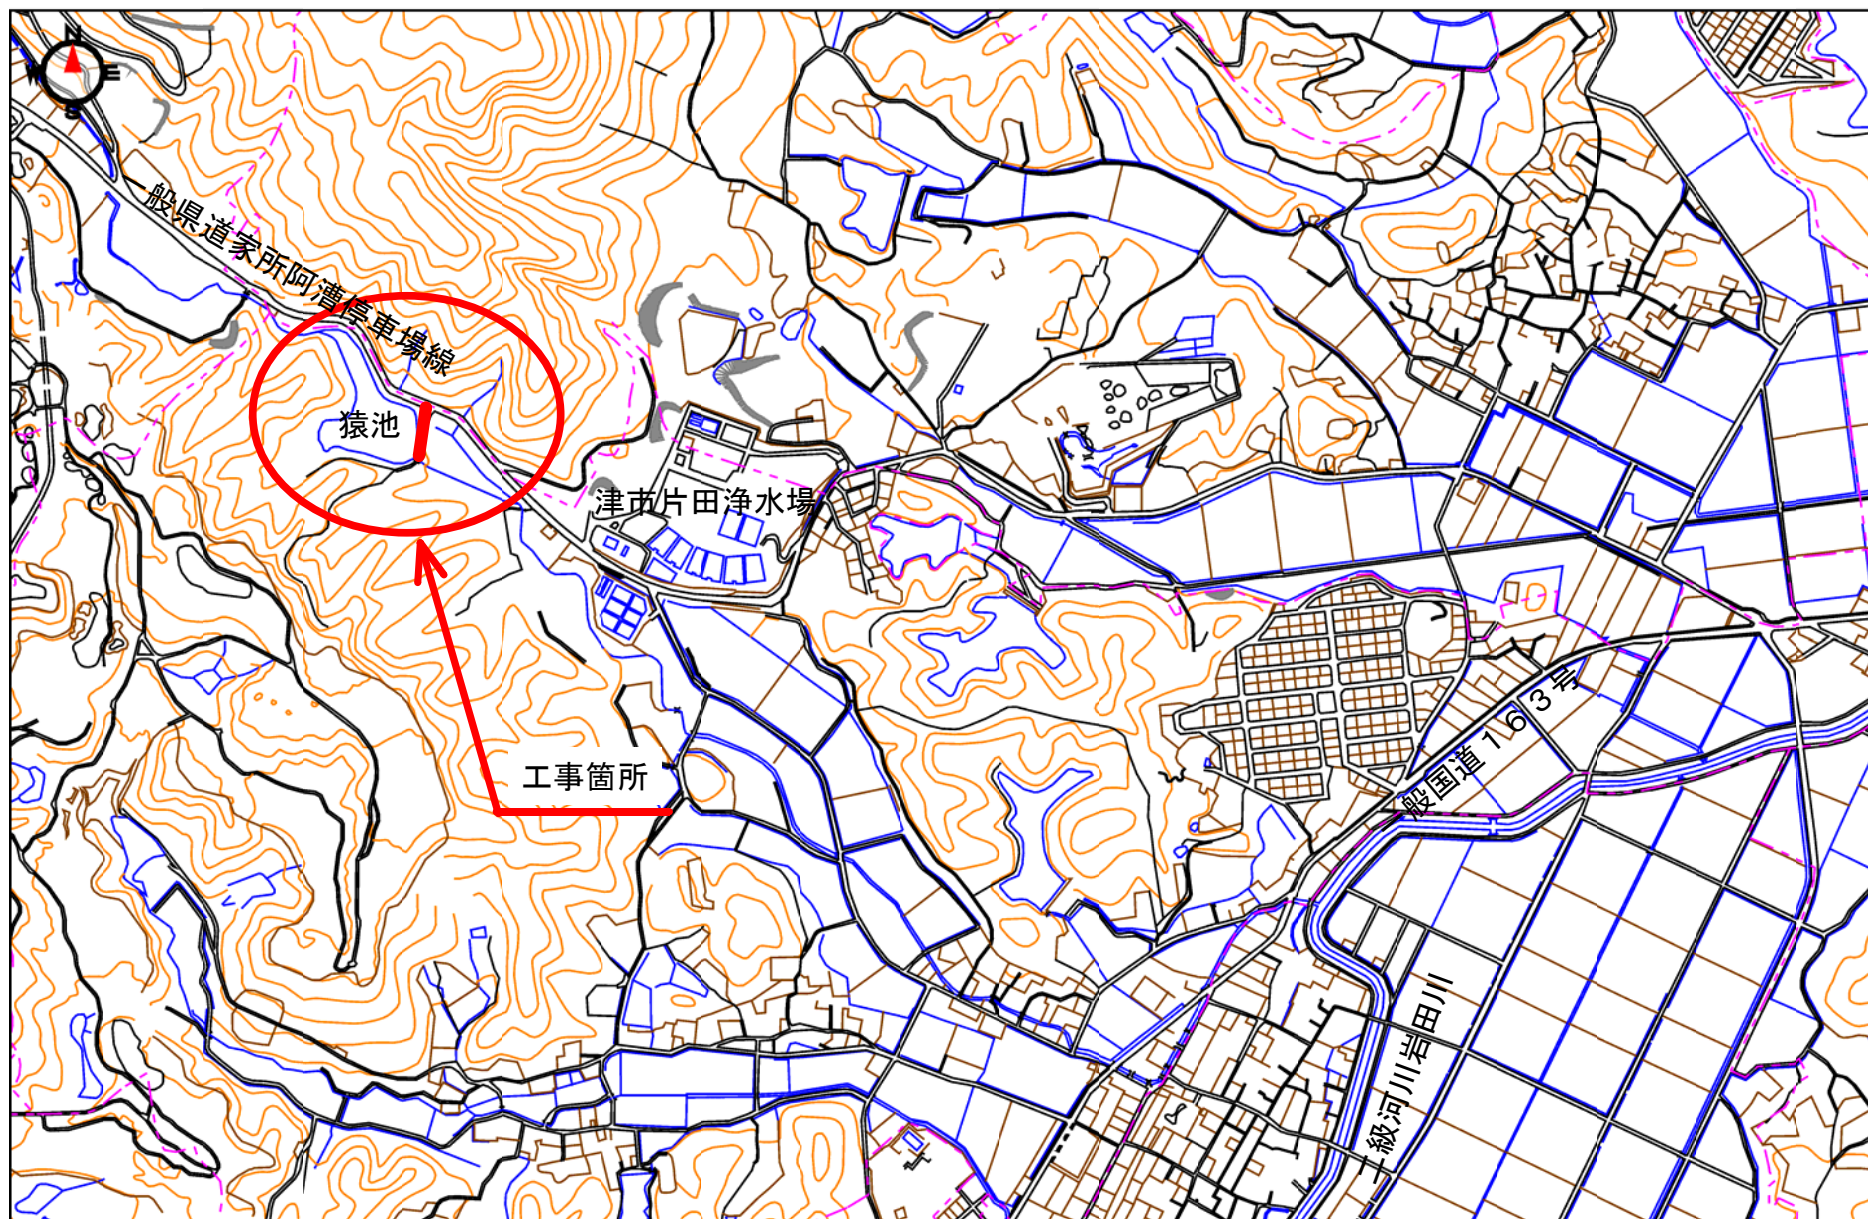 N
W E
S
一般県道家所阿漕停車場線
猿池
津市片田浄水場
工事箇所
一般国道１６３号
二級河川岩田川